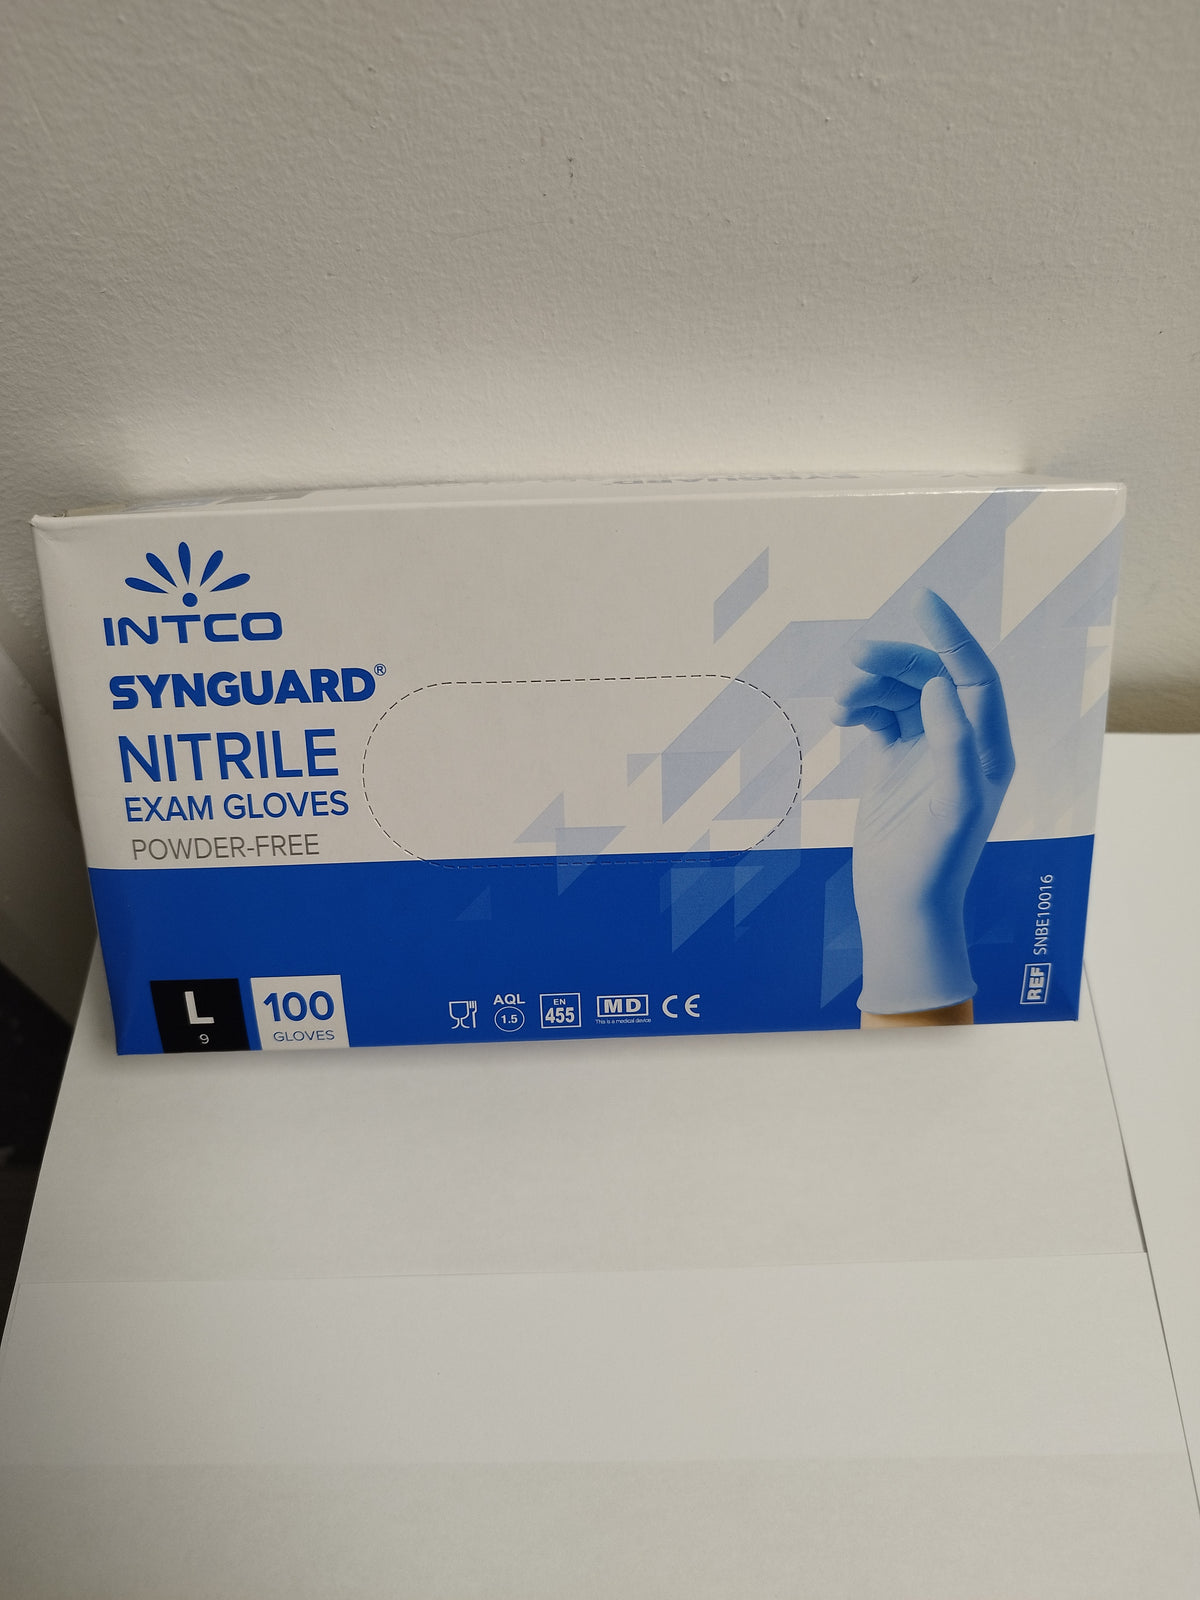 INTCO
SYNGUARD®
NITRILE
EXAM GLOVES
POWDER-FREE
L
9
100
GLOVES
AQL
1.5
EN
455
MD
This is a medical device
CE
REF SNBE10016
SYNGUARD